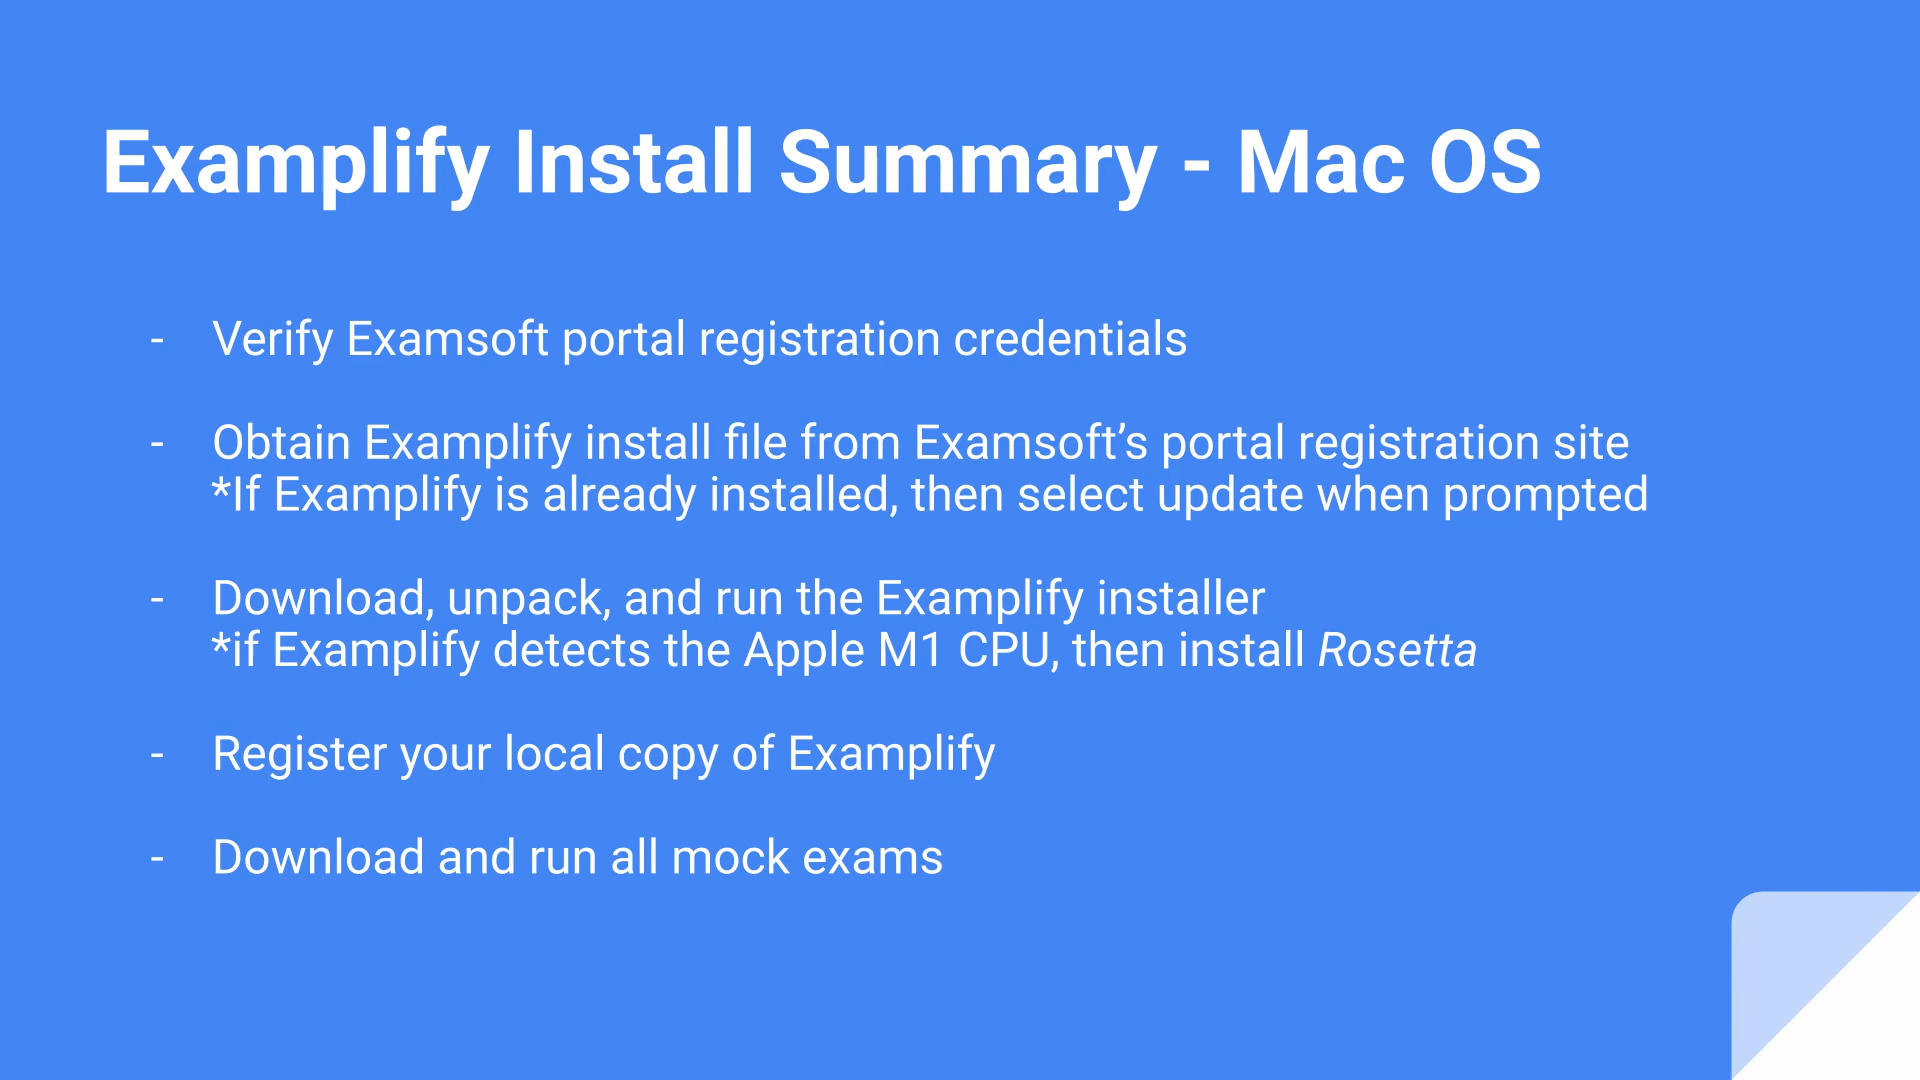 Examplify Install Summary - Mac OS
- Verify Examsoft portal registration credentials
- Obtain Examplify install file from Examsoft’s portal registration site
*If Examplify is already installed, then select update when prompted
- Download, unpack, and run the Examplify installer
*if Examplify detects the Apple M1 CPU, then install Rosetta
- Register your local copy of Examplify
- Download and run all mock exams